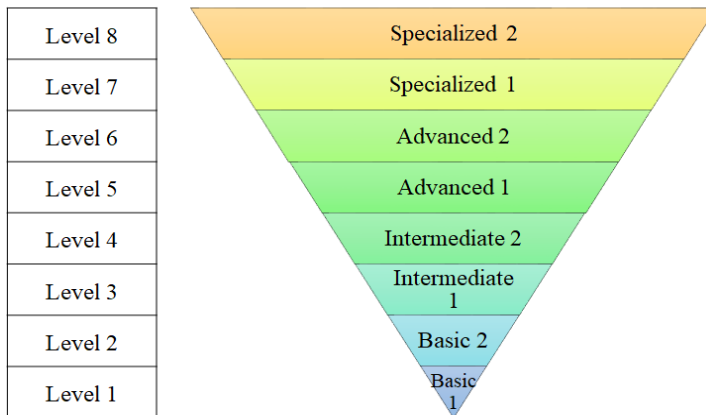 Level 8
Specialized 2
Level 7
Specialized 1
Level 6
Advanced 2
Level 5
Advanced 1
Level 4
Intermediate 2
Level 3
Intermediate
1
Level 2
Basic 2
Level 1
Basic
1